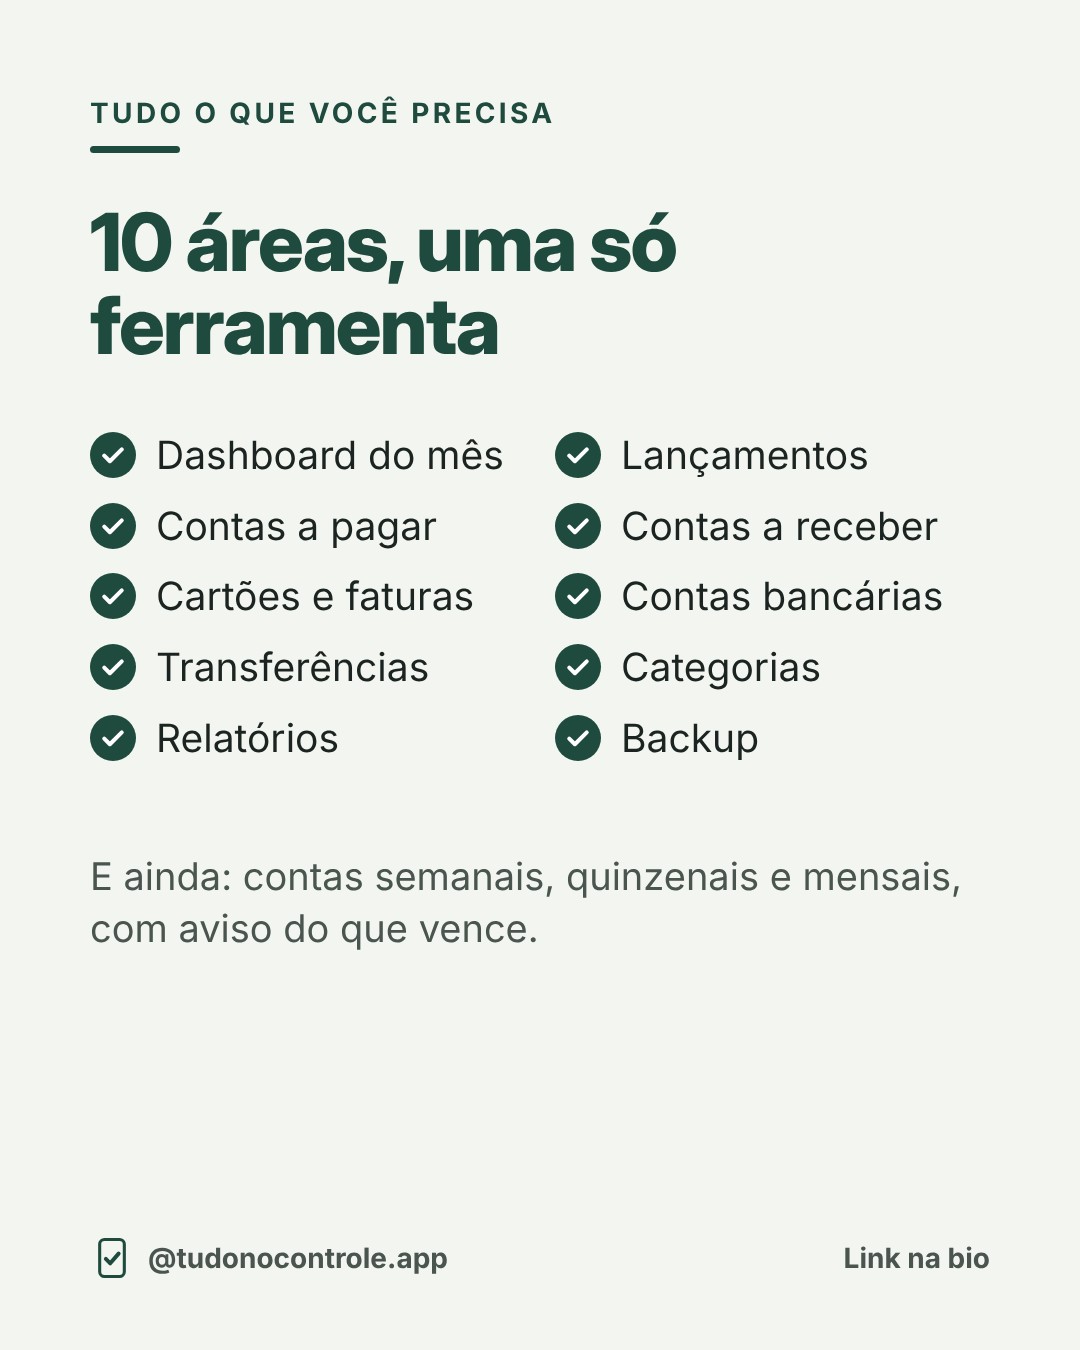 TUDO O QUE VOCÊ PRECISA
10 áreas, uma só
ferramenta
Dashboard do mês
Lançamentos
Contas a pagar
Contas a receber
Cartões e faturas
Contas bancárias
Transferências
Categorias
Relatórios
Backup
E ainda: contas semanais, quinzenais e mensais,
com aviso do que vence.
@tudonocontrole.app
Link na bio